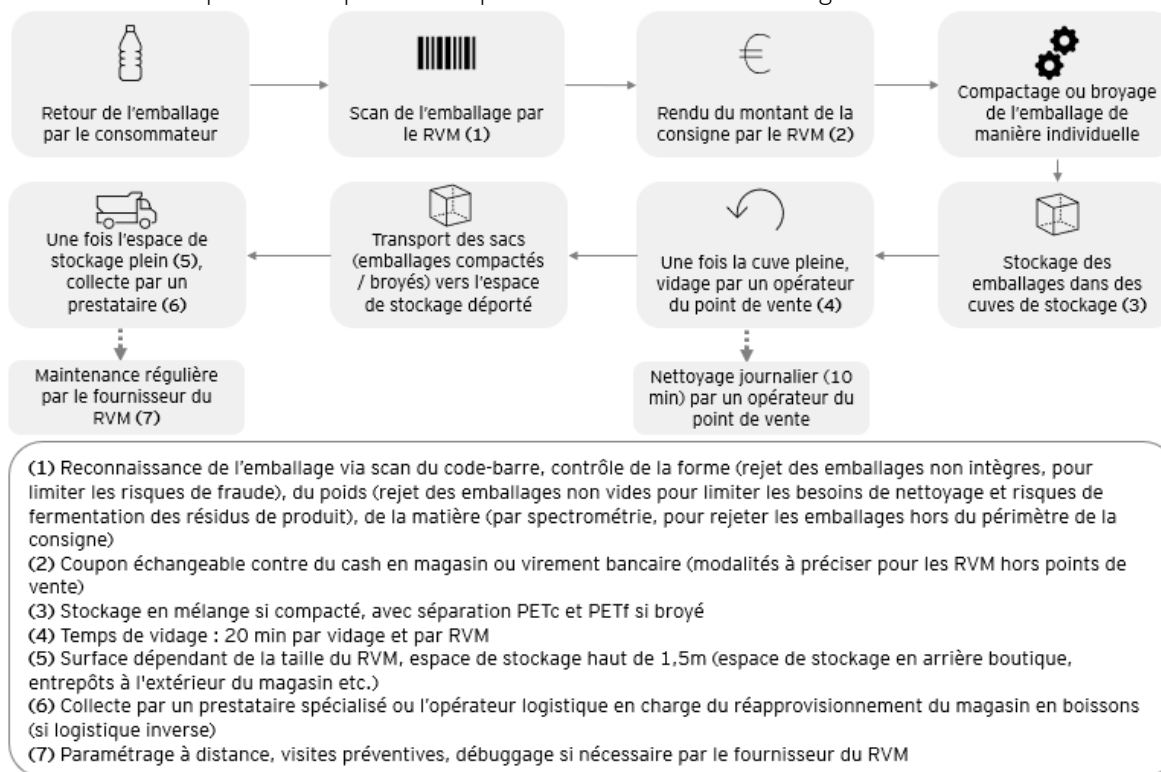 Retour de l'emballage
par le consommateur
Scan de l'emballage par
le RVM (1)
€
Rendu du montant de la
consigne par le RVM (2)
Compactage ou broyage
de l'emballage de
manière individuelle
Une fois l'espace de
stockage plein (5),
collecte par un
prestataire (6)
Transport des sacs
(emballages compactés
/ broyés) vers l'espace
de stockage déporté
Une fois la cuve pleine,
vidage par un opérateur
du point de vente (4)
Stockage des
emballages dans des
cuves de stockage (3)
Maintenance régulière
par le fournisseur du
RVM (7)
Nettoyage journalier (10
min) par un opérateur du
point de vente
(1) Reconnaissance de l'emballage via scan du code-barre, contrôle de la forme (rejet des emballages non intègres, pour
limiter les risques de fraude), du poids (rejet des emballages non vides pour limiter les besoins de nettoyage et risques de
fermentation des résidus de produit), de la matière (par spectrométrie, pour rejeter les emballages hors du périmètre de la
consigne)
(2) Coupon échangeable contre du cash en magasin ou virement bancaire (modalités à préciser pour les RVM hors points de
vente)
(3) Stockage en mélange si compacté, avec séparation PETc et PETf si broyé
(4) Temps de vidage : 20 min par vidage et par RVM
(5) Surface dépendant de la taille du RVM, espace de stockage haut de 1,5m (espace de stockage en arrière boutique,
entrepôts à l'extérieur du magasin etc.)
(6) Collecte par un prestataire spécialisé ou l'opérateur logistique en charge du réapprovisionnement du magasin en boissons
(si logistique inverse)
(7) Paramétrage à distance, visites préventives, débuggage si nécessaire par le fournisseur du RVM